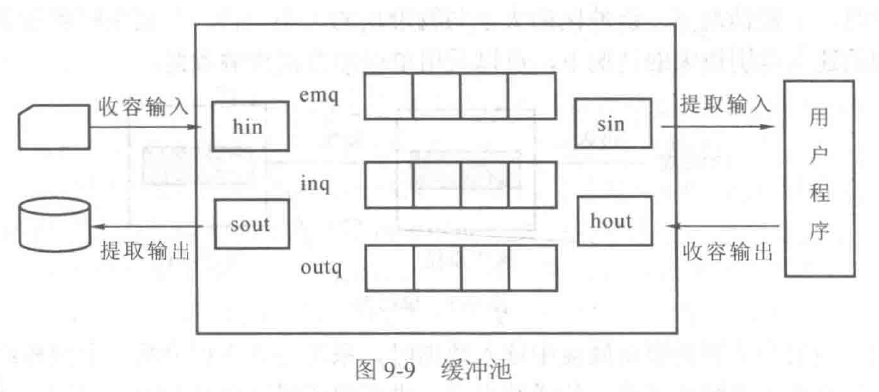 收容输入
提取输出
hin
sout
emq
inq
outq
sin
hout
提取输入
收容输出
用户程序
图 9-9 缓冲池